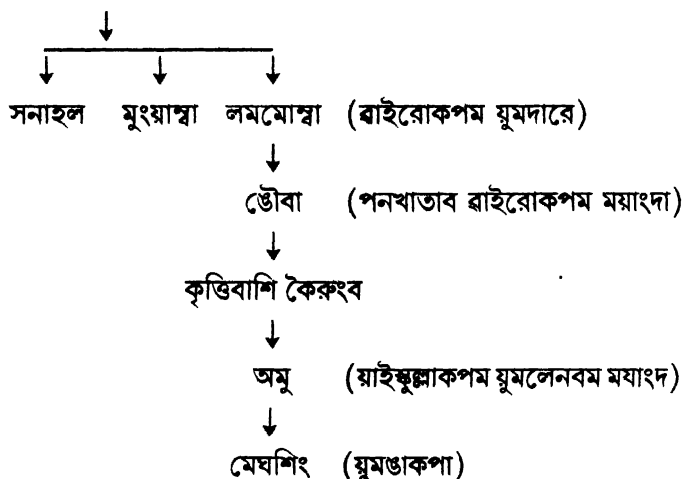 সনাহল মুংয়াম্বা লমমোম্বা (ৱাইরোকপম য়ুমদারে)
ঙৌবা (পনখাতাব ৱাইরোকপম ময়াংদা)
কৃত্তিবাশি কৈরুংব
অমু (য়াইস্কুল্লাকপম য়ুমলেনবম মযাংদ)
মেঘশিং (য়ুমঙাকপা)